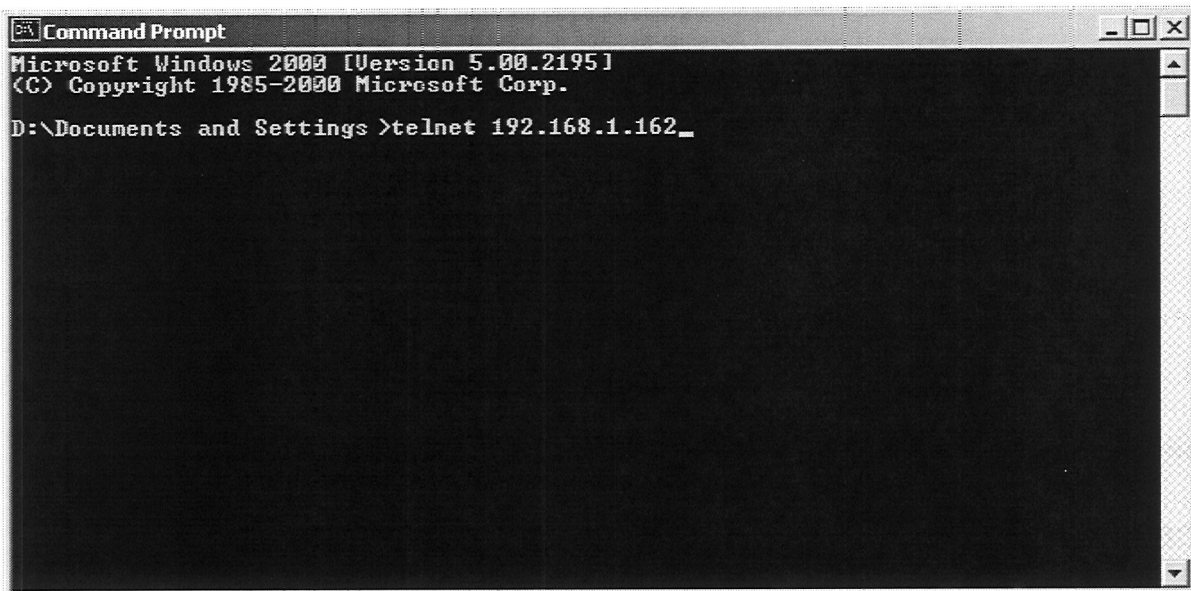 Command Prompt
Microsoft Windows 2000 [Version 5.00.2195]
(C) Copyright 1985-2000 Microsoft Corp.
D:\Documents and Settings >telnet 192.168.1.162_